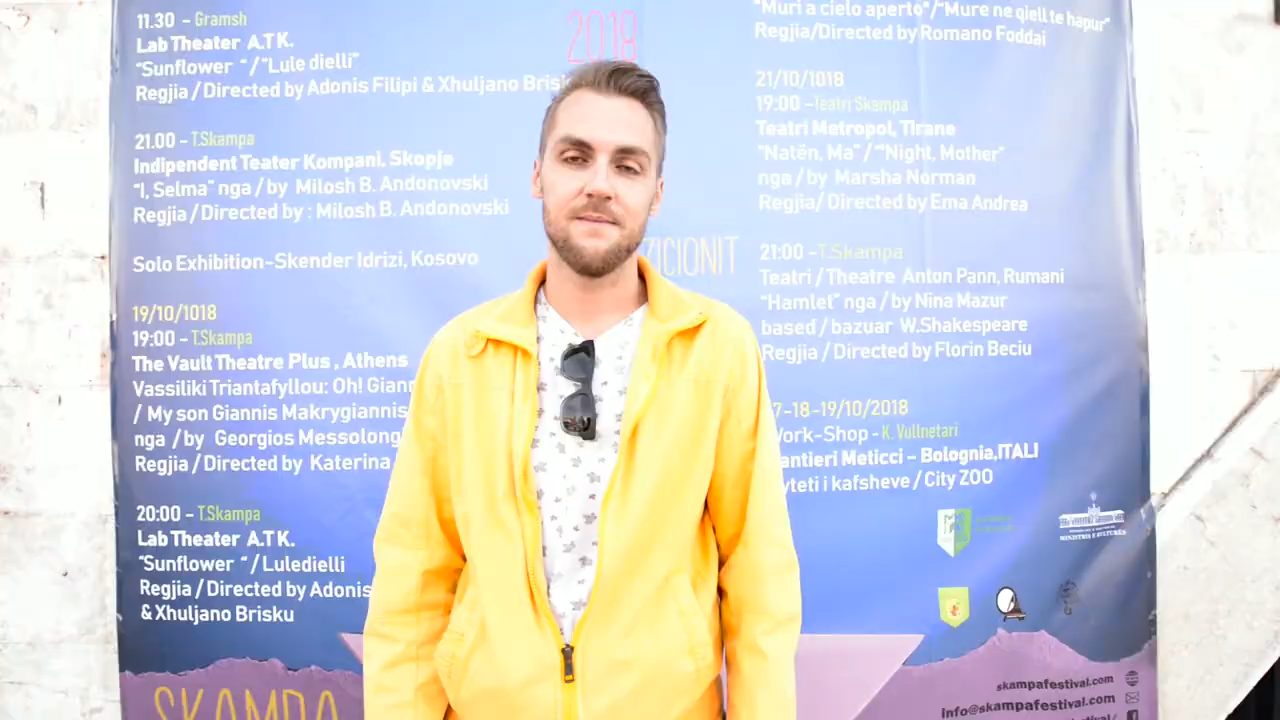 11.30 - Gramsh
Lab Theater A.T K.
"Sunflower " / "Lule dielli"
Regjia / Directed by Adonis Filipi & Xhuljano Brisk
21.00 - T.Skampa
Indipendent Teater Kompani, Skopje
"I, Selma" nga / by Milosh B. Andonovski
Regjia / Directed by : Milosh B. Andonovski
Solo Exhibition-Skender Idrizi, Kosovo
19/10/1018
19:00 - T.Skampa
The Vault Theatre Plus , Athens
Vassiliki Triantafyllou: Oh! Giann
/ My son Giannis Makrygiannis
nga / by Georgios Messolong
Regjia / Directed by Katerina
20:00 - T.Skampa
Lab Theater A.T K.
"Sunflower " / Luledielli
Regjia / Directed by Adonis
& Xhuljano Brisku
SKAMPA
2018
ZICIONIT
"Muri a cielo aperto"/"Mure ne qiell te hapur"
Regjia/Directed by Romano Foddai
21/10/1018
19:00 -Teatri Skampa
Teatri Metropol, Tirane
"Natën, Ma" / "Night, Mother"
nga / by Marsha Norman
Regjia/ Directed by Ema Andrea
21:00 -T.Skampa
Teatri / Theatre Anton Pann, Rumani
"Hamlet" nga / by Nina Mazur
based / bazuar W.Shakespeare
Regjia / Directed by Florin Beciu
7-18-19/10/2018
Work-Shop - K. Vullnetari
antieri Meticci - Bologna,ITALI
yteti i kafsheve / City ZOO
MINISTRIA E KULTURËS
skampafestival.com
info@skampafestival.com